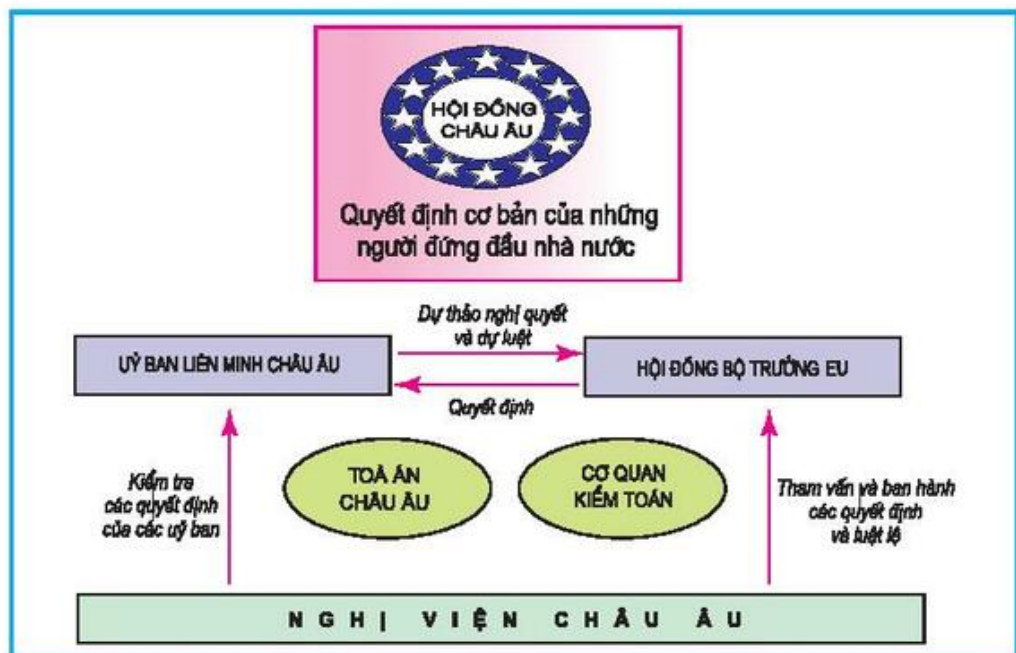 HỘI ĐỒNG
CHÂU ÂU
Quyết định cơ bản của những
người đứng đầu nhà nước
Dự thảo nghị quyết
và dự luật
UỶ BAN LIÊN MINH CHÂU ÂU
HỘI ĐỒNG BỘ TRƯỞNG EU
Quyết định
Kiểm tra
các quyết định
của các uỷ ban
TOÀ ÁN
CHÂU ÂU
CƠ QUAN
KIỂM TOÁN
Tham vấn và ban hành
các quyết định
và luật lệ
NGHỊ VIỆN CHÂU ÂU